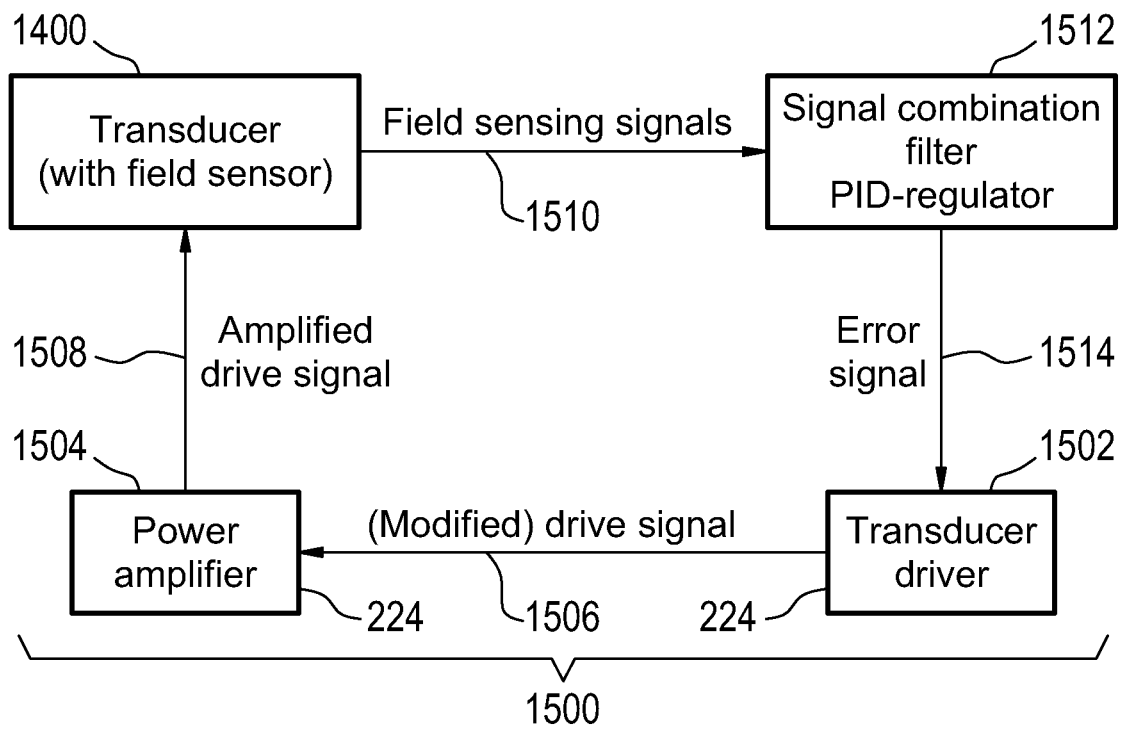 1400
1512
Transducer
(with field sensor)
Field sensing signals
1510
Signal combination
filter
PID-regulator
1508
Amplified
drive signal
Error
signal
1514
1504
1502
Power
amplifier
224
(Modified) drive signal
1506
Transducer
driver
224
1500